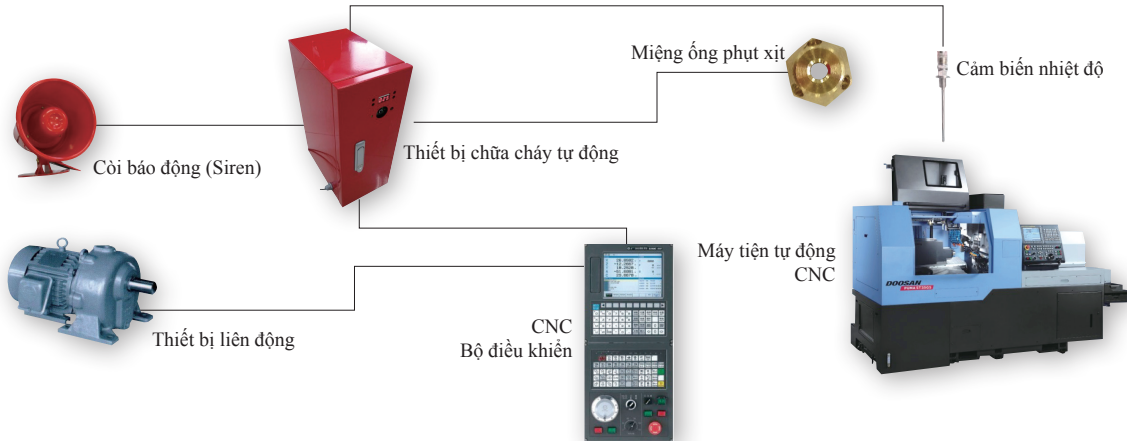 Miệng ống phụt xịt
Cảm biến nhiệt độ
Còi báo động (Siren)
Thiết bị chữa cháy tự động
Máy tiện tự động
CNC
Thiết bị liên động
CNC
Bộ điều khiển
DOOSAN